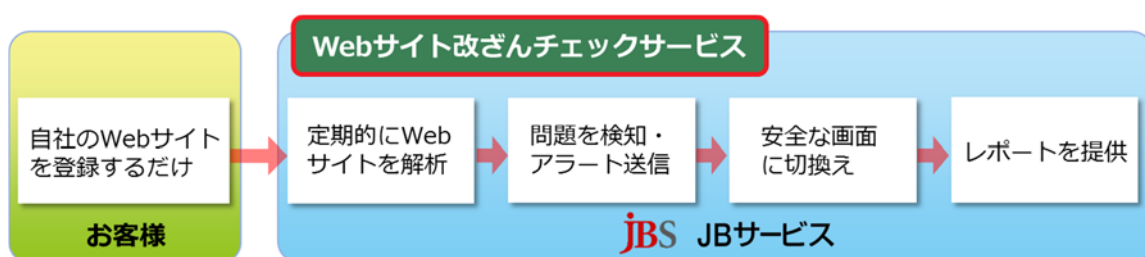 Webサイト改ざんチェックサービス
自社のWebサイト
を登録するだけ
定期的にWeb
サイトを解析
問題を検知・
アラート送信
安全な画面
に切換え
レポートを提供
お客様
JBS JBサービス